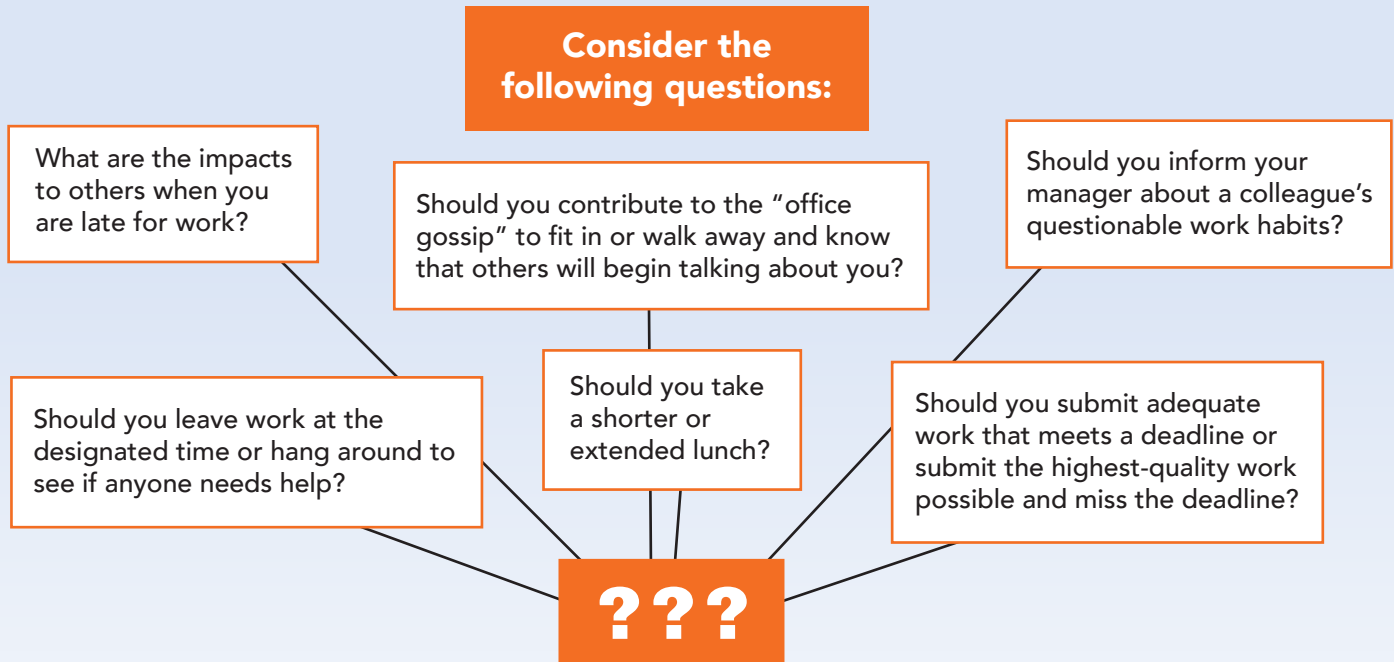 Consider the
following questions:
What are the impacts
to others when you
are late for work?
Should you contribute to the “office
gossip” to fit in or walk away and know
that others will begin talking about you?
Should you inform your
manager about a colleague’s
questionable work habits?
Should you leave work at the
designated time or hang around to
see if anyone needs help?
Should you take
a shorter or
extended lunch?
Should you submit adequate
work that meets a deadline or
submit the highest-quality work
possible and miss the deadline?
???